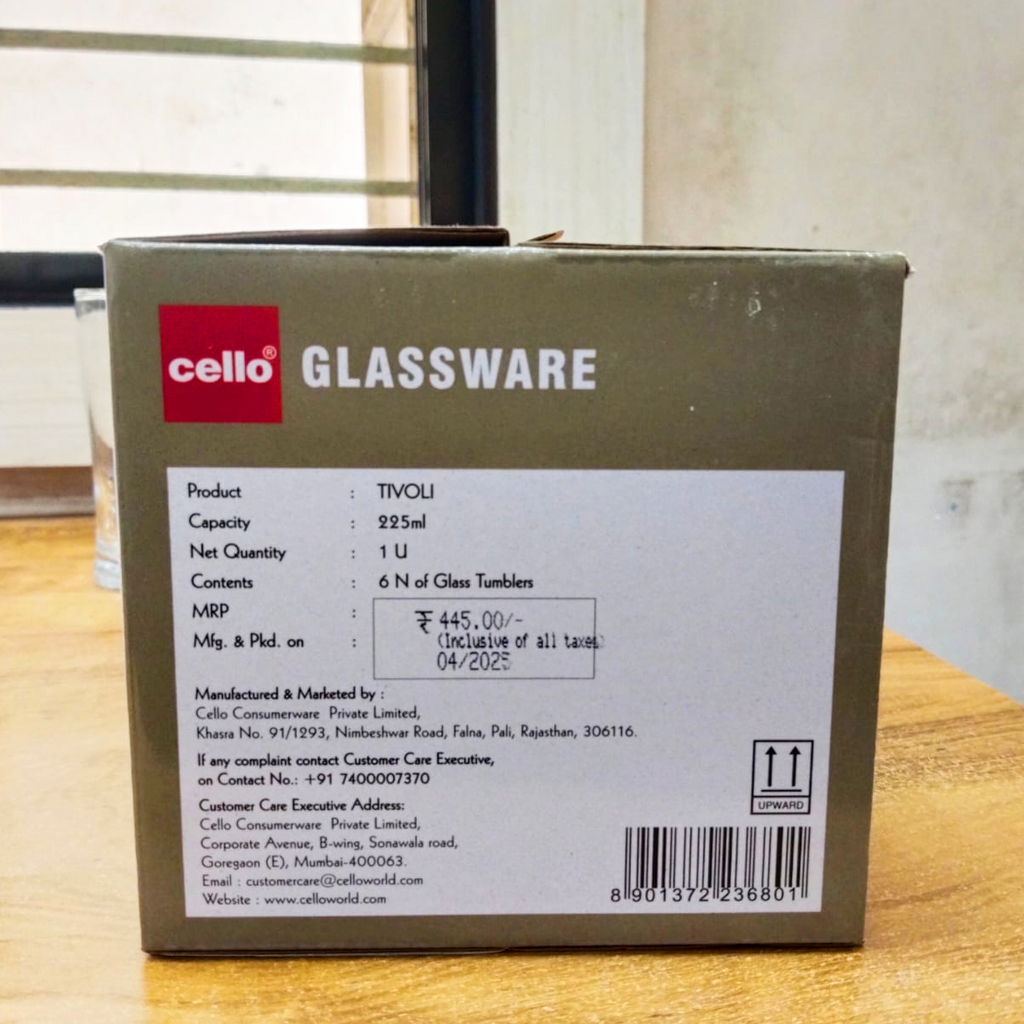 cello®
GLASSWARE
Product : TIVOLI
Capacity : 225ml
Net Quantity : 1 U
Contents : 6 N of Glass Tumblers
MRP : ₹ 445.00/-
(Inclusive of all taxes
Mfg. & Pkd. on : 04/2025
Manufactured & Marketed by :
Cello Consumerware Private Limited,
Khasra No. 91/1293, Nimbeshwar Road, Falna, Pali, Rajasthan, 306116.
If any complaint contact Customer Care Executive,
on Contact No.: +91 7400007370
Customer Care Executive Address:
Cello Consumerware Private Limited,
Corporate Avenue, B-wing, Sonawala road,
Goregaon (E), Mumbai-400063.
Email : customercare@celloworld.com
Website : www.celloworld.com
UPWARD
8 901372 236801